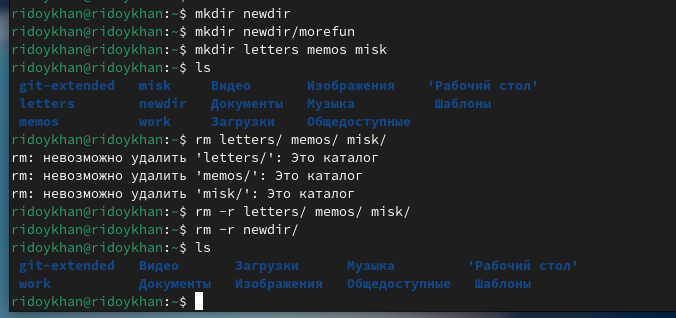 ridoykhan@ridoykhan:~$ mkdir newdir
ridoykhan@ridoykhan:~$ mkdir newdir/morefun
ridoykhan@ridoykhan:~$ mkdir letters memos misk
ridoykhan@ridoykhan:~$ ls
git-extended misk Видео Изображения 'Рабочий стол'
letters newdir Документы Музыка Шаблоны
memos work Загрузки Общедоступные
ridoykhan@ridoykhan:~$ rm letters/ memos/ misk/
rm: невозможно удалить 'letters/': Это каталог
rm: невозможно удалить 'memos/': Это каталог
rm: невозможно удалить 'misk/': Это каталог
ridoykhan@ridoykhan:~$ rm -r letters/ memos/ misk/
ridoykhan@ridoykhan:~$ rm -r newdir/
ridoykhan@ridoykhan:~$ ls
git-extended Видео Загрузки Музыка 'Рабочий стол'
work Документы Изображения Общедоступные Шаблоны
ridoykhan@ridoykhan:~$